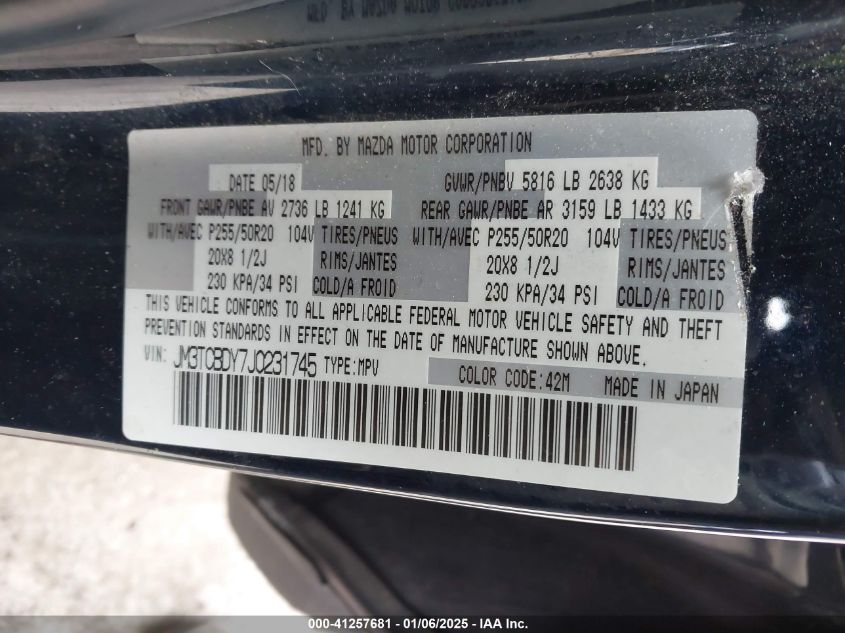 MFD. BY MAZDA MOTOR CORPORATION
DATE 05/18 GVWR/PNBV 5816 LB 2638 KG
FRONT GAWR/PNBE AV 2736 LB 1241 KG REAR GAWR/PNBE AR 3159 LB 1433 KG
WITH/AVEC P255/50R20 104V TIRES/PNEUS WITH/AVEC P255/50R20 104V TIRES/PNEUS
20X8 1/2J RIMS/JANTES 20X8 1/2J RIMS/JANTES
230 KPA/34 PSI COLD/A FROID 230 KPA/34 PSI COLD/A FROID
THIS VEHICLE CONFORMS TO ALL APPLICABLE FEDERAL MOTOR VEHICLE SAFETY AND THEFT
PREVENTION STANDARDS IN EFFECT ON THE DATE OF MANUFACTURE SHOWN ABOVE.
VIN: JM3TCBDY7J0231745 TYPE:MPV COLOR CODE:42M MADE IN JAPAN
000-41257681 - 01/06/2025 - IAA Inc.